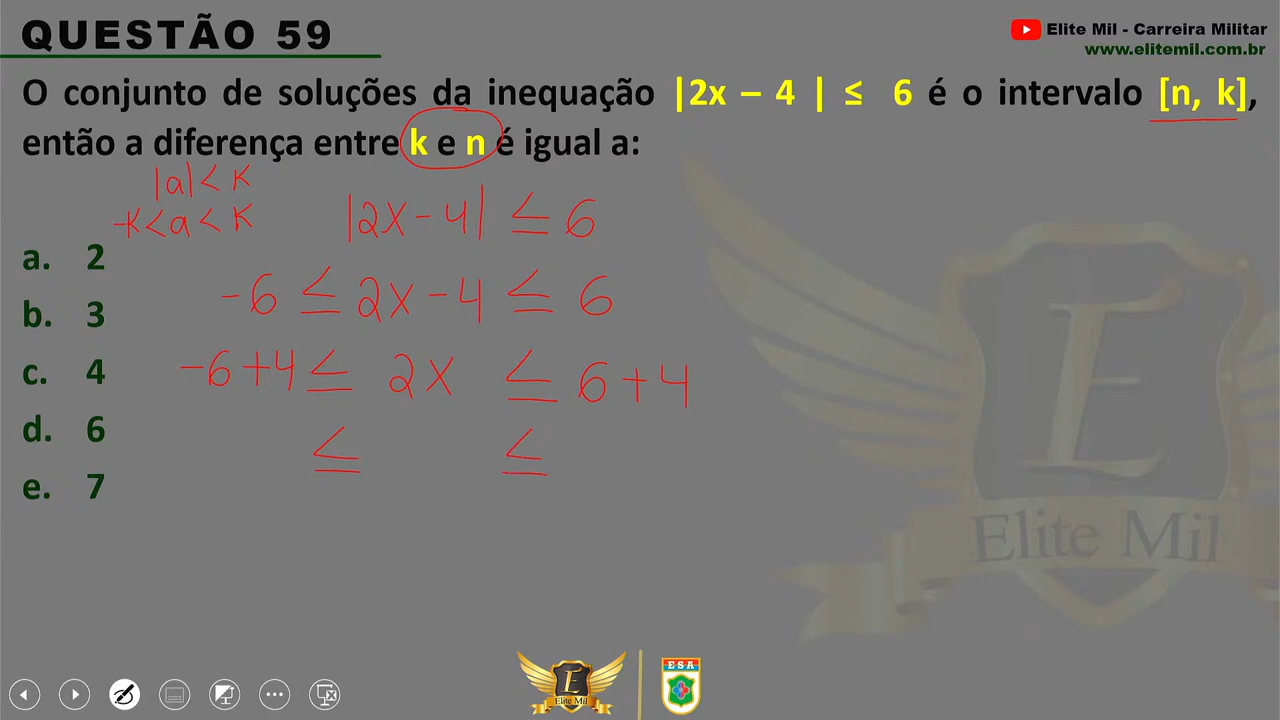 QUESTÃO 59
Elite Mil - Carreira Militar
www.elitemil.com.br
O conjunto de soluções da inequação |2x – 4 | ≤ 6 é o intervalo [n, k],
então a diferença entre k e n é igual a:
|a| < K
-K < a < K
|2X - 4| ≤ 6
a. 2
-6 ≤ 2X - 4 ≤ 6
b. 3
-6+4 ≤ 2X ≤ 6+4
c. 4
≤ ≤
d. 6
e. 7
E
Elite Mil
E
Elite Mil
ESA